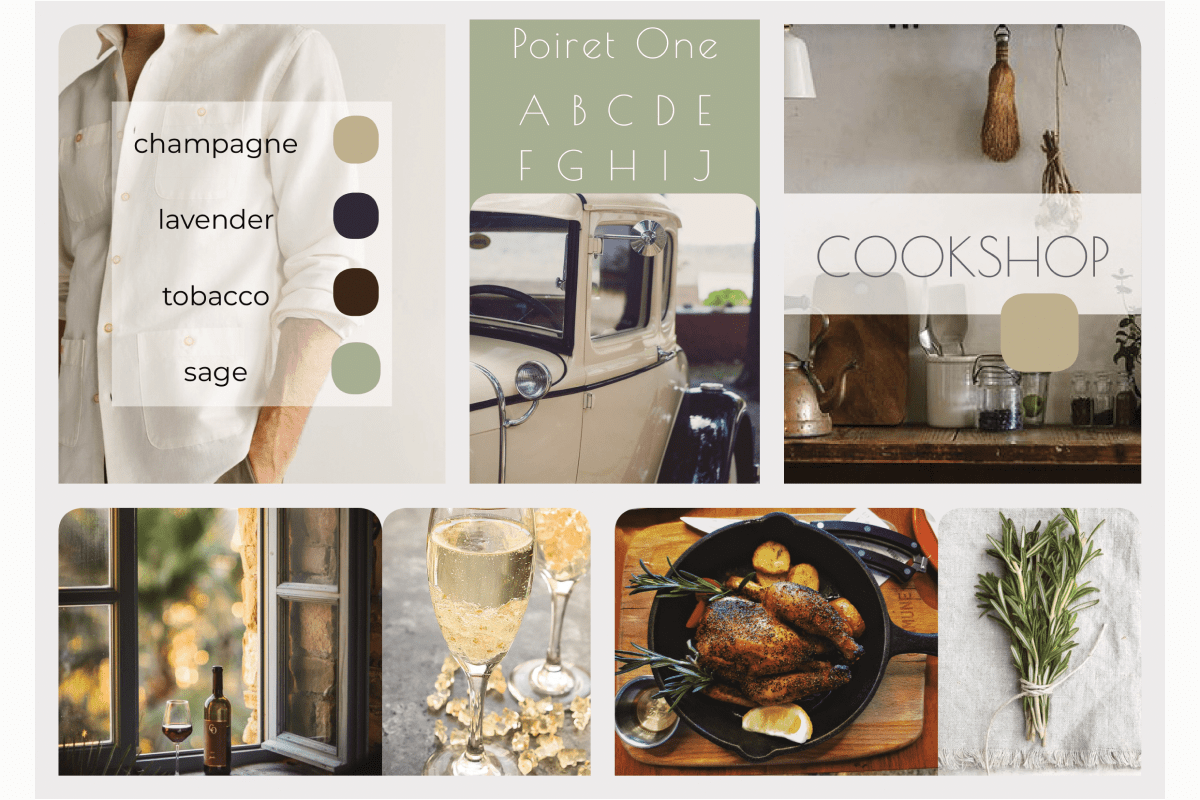 champagne
lavender
tobacco
sage
Poiret One
A B C D E
F G H I J
COOKSHOP